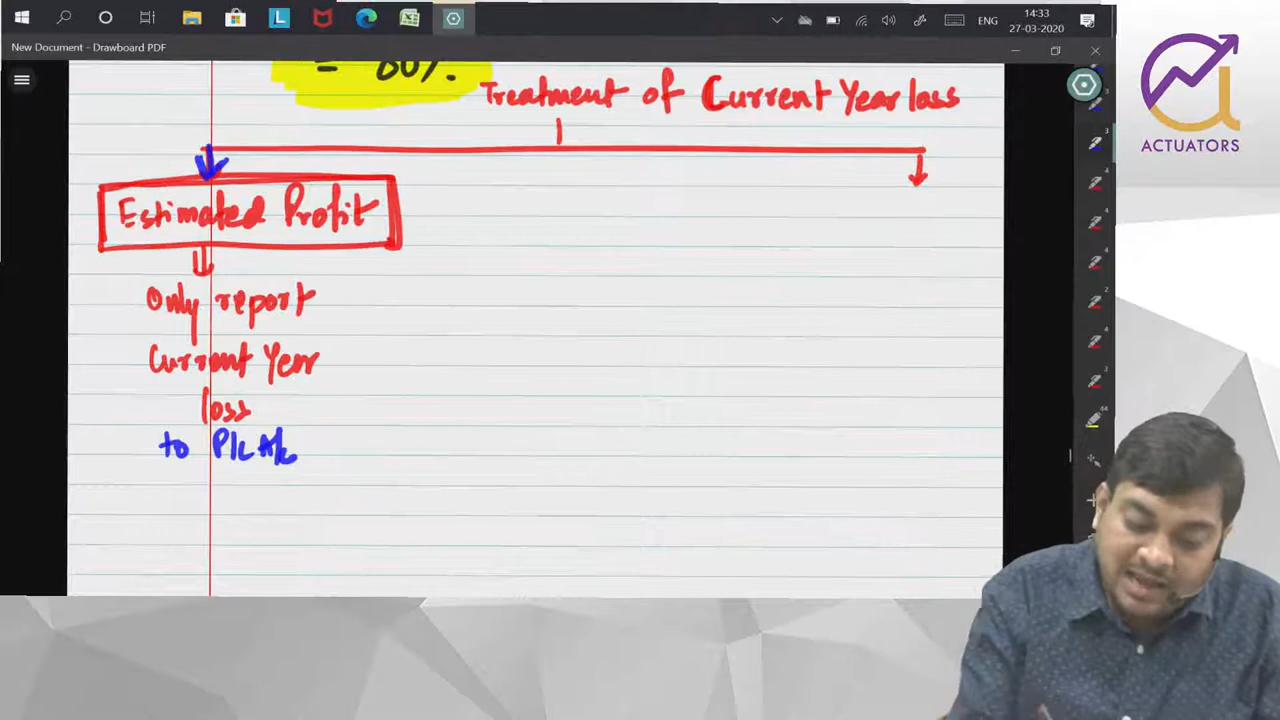 14:33
ENG
27-03-2020
New Document - Drawboard PDF
= 80%.
Treatment of Current Year loss
ACTUATORS
Estimated Profit
Only report
Current Year
loss
to P/L A/c